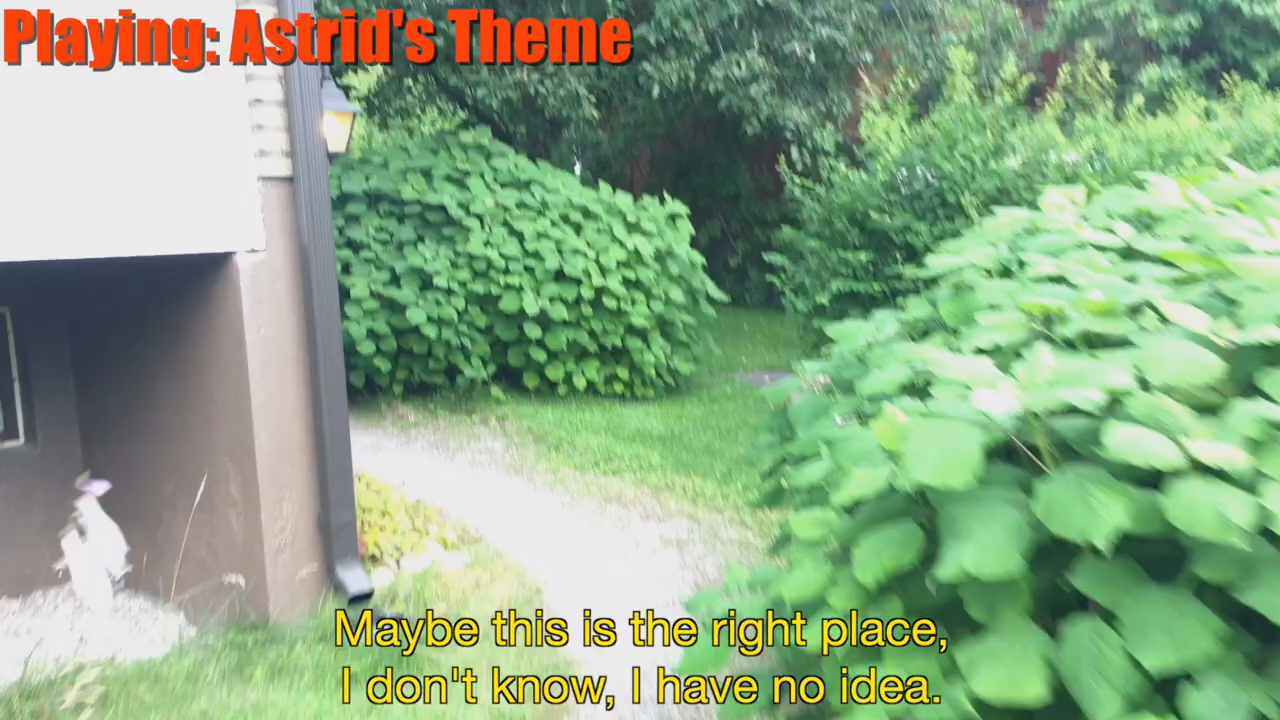 Playing: Astrid's Theme
Maybe this is the right place,
I don't know, I have no idea.